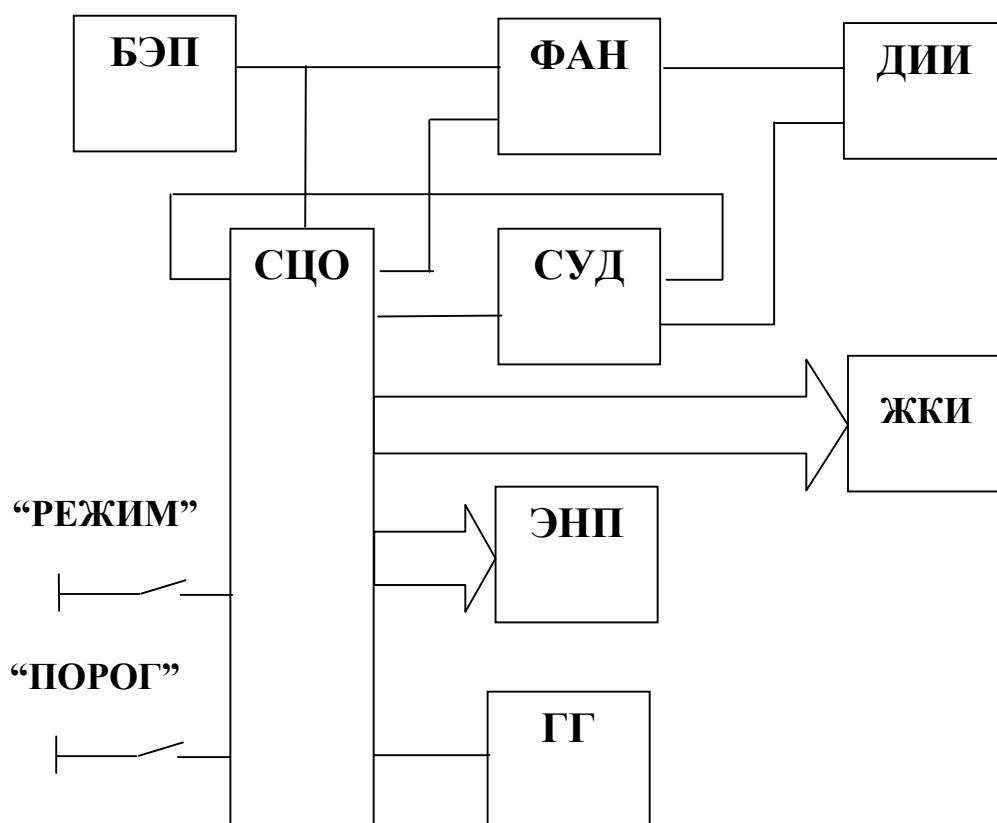 БЭП
ФАН
ДИИ
СЦО
СУД
ЖКИ
“РЕЖИМ”
ЭНП
“ПОРОГ”
ГГ